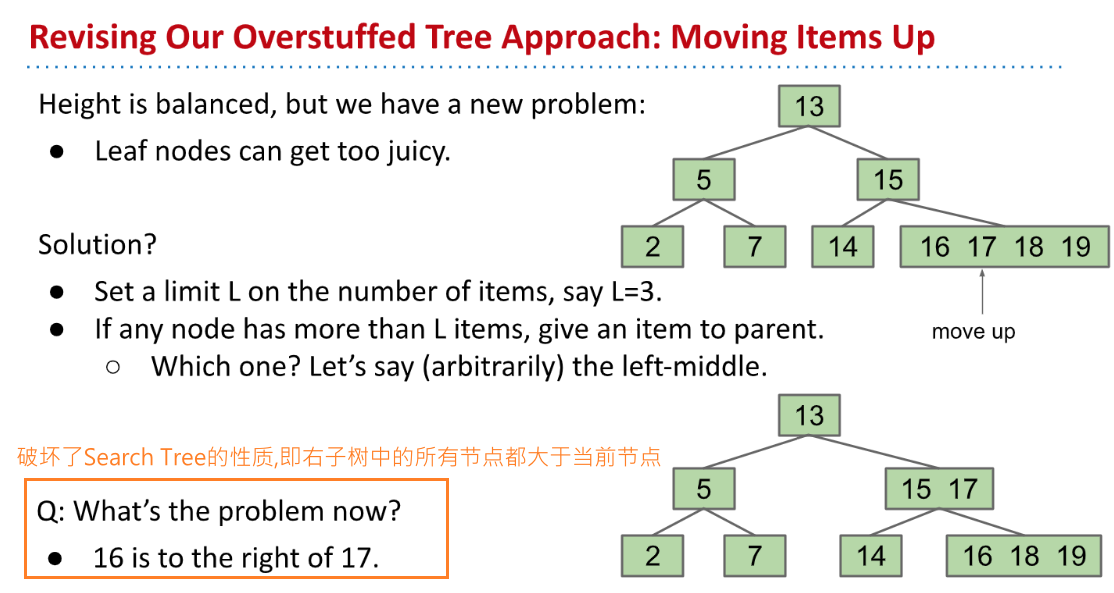 Revising Our Overstuffed Tree Approach: Moving Items Up
Height is balanced, but we have a new problem:
● Leaf nodes can get too juicy.
13
5 15
2 7 14 16 17 18 19
move up
Solution?
● Set a limit L on the number of items, say L=3.
● If any node has more than L items, give an item to parent.
○ Which one? Let’s say (arbitrarily) the left-middle.
破坏了Search Tree的性质,即右子树中的所有节点都大于当前节点
Q: What’s the problem now?
● 16 is to the right of 17.
13
5 15 17
2 7 14 16 18 19